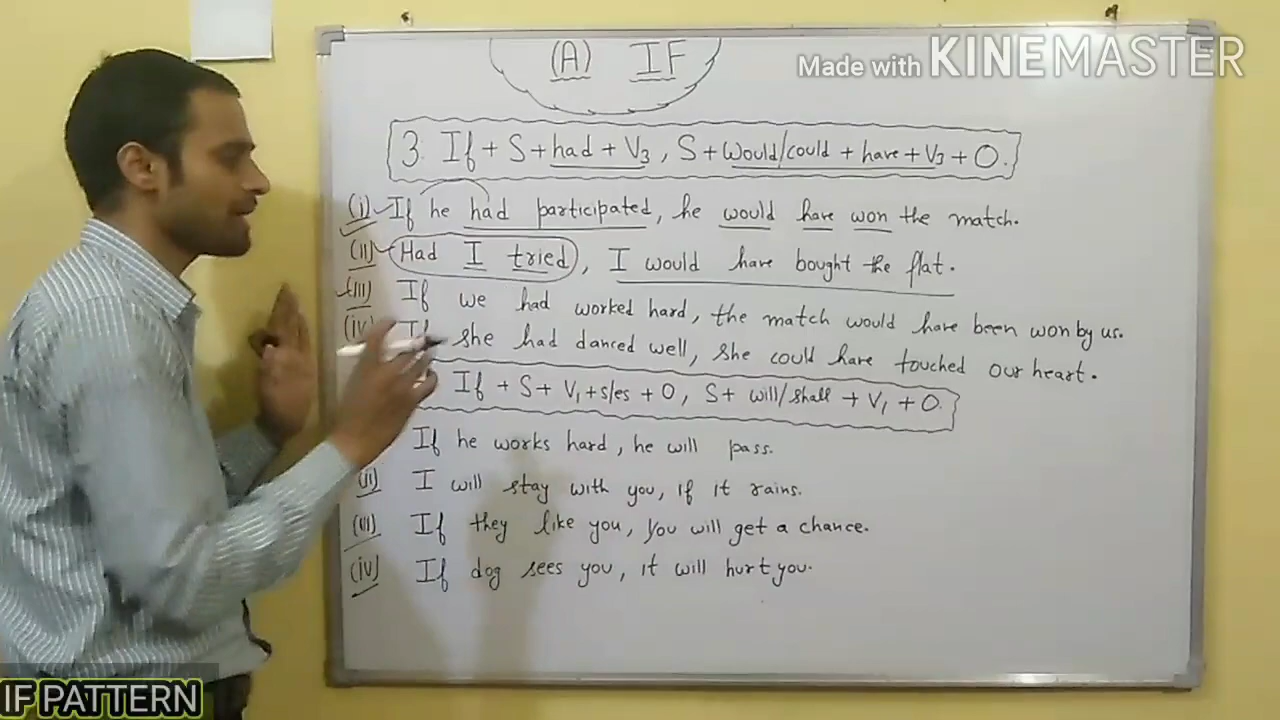 Made with KINEMASTER
(A) IF
3. If + S + had + V3, S + Would/could + have + V3 + O.
(i) If he had participated, he would have won the match.
(ii) Had I tried, I would have bought the flat.
(iii) If we had worked hard, the match would have been won by us.
(iv) If she had danced well, she could have touched our heart.
If + S + V1 + s/es + O, S + will/shall + V1 + O.
If he works hard, he will pass.
(ii) I will stay with you, if it rains.
(iii) If they like you, you will get a chance.
(iv) If dog sees you, it will hurt you.
IF PATTERN